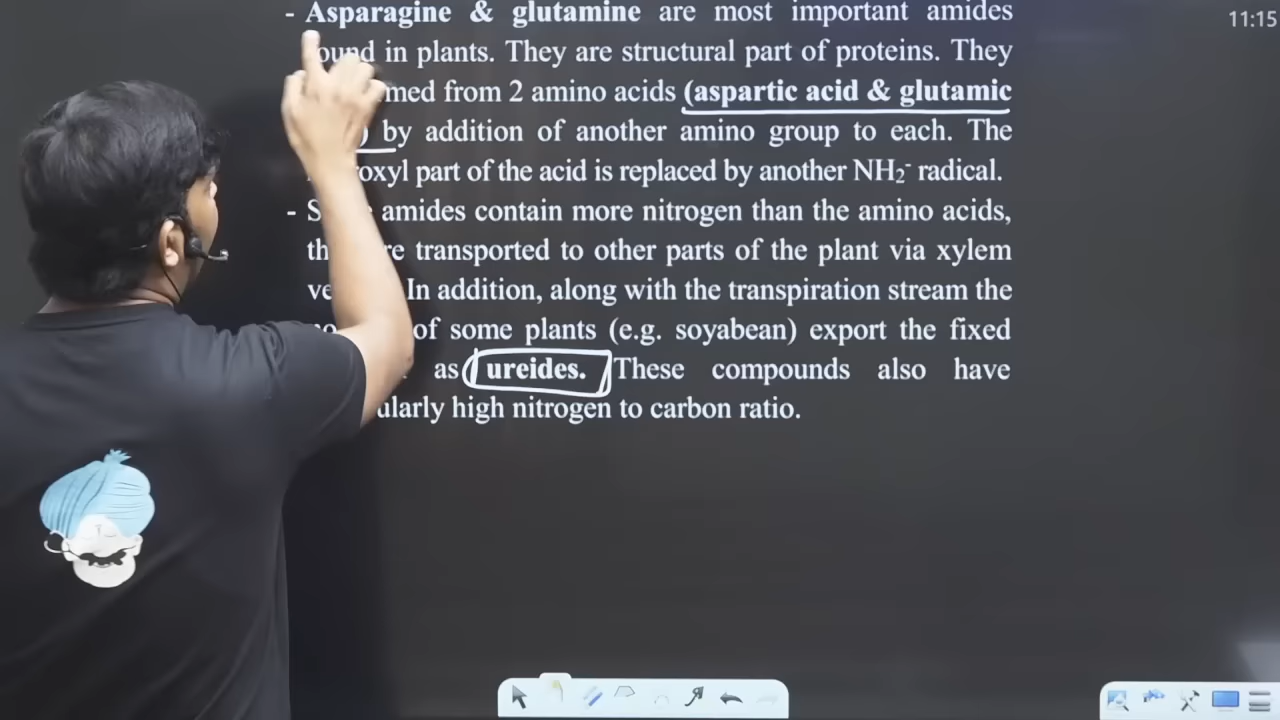 11:15
- Asparagine & glutamine are most important amides
in plants. They are structural part of proteins. They
from 2 amino acids (aspartic acid & glutamic
) by addition of another amino group to each. The
part of the acid is replaced by another NH₂⁻ radical.
- amides contain more nitrogen than the amino acids,
transported to other parts of the plant via xylem
In addition, along with the transpiration stream the
of some plants (e.g. soyabean) export the fixed
as ureides. These compounds also have
high nitrogen to carbon ratio.